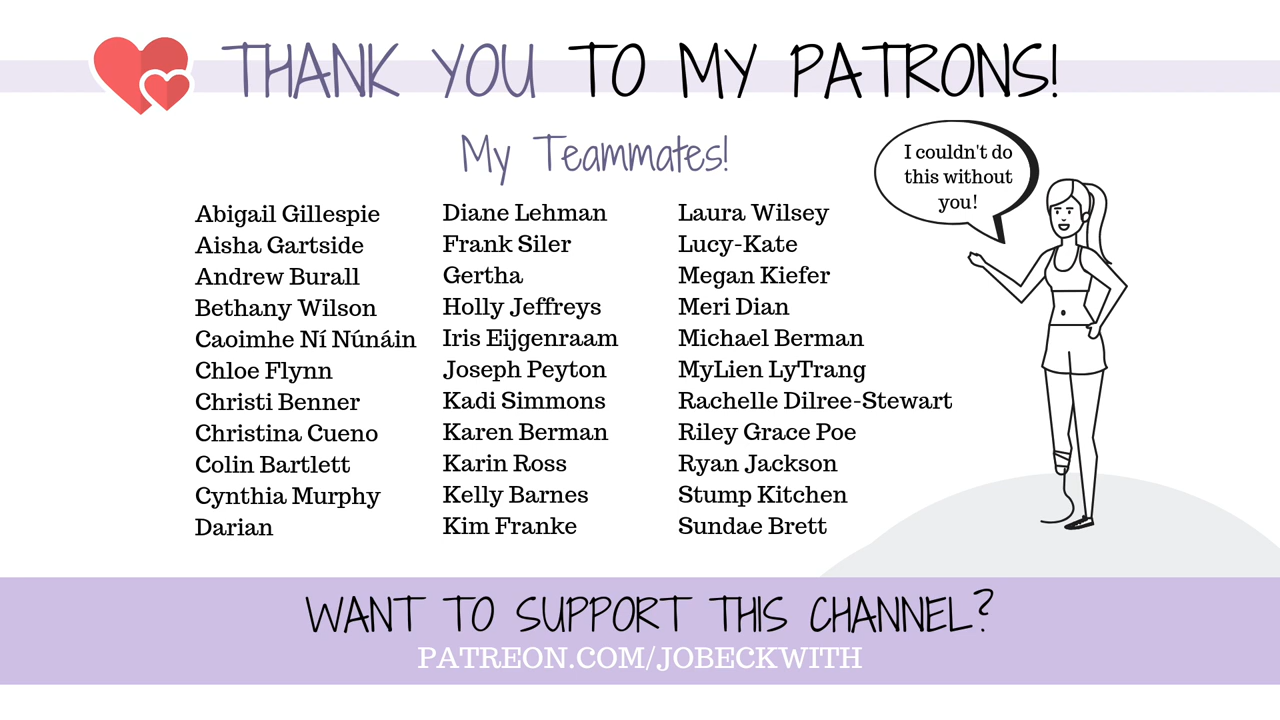 THANK YOU TO MY PATRONS!
My Teammates!
I couldn't do
this without
you!
Abigail Gillespie
Aisha Gartside
Andrew Burall
Bethany Wilson
Caoimhe Ní Núnáin
Chloe Flynn
Christi Benner
Christina Cueno
Colin Bartlett
Cynthia Murphy
Darian
Diane Lehman
Frank Siler
Gertha
Holly Jeffreys
Iris Eijgenraam
Joseph Peyton
Kadi Simmons
Karen Berman
Karin Ross
Kelly Barnes
Kim Franke
Laura Wilsey
Lucy-Kate
Megan Kiefer
Meri Dian
Michael Berman
MyLien LyTrang
Rachelle Dilree-Stewart
Riley Grace Poe
Ryan Jackson
Stump Kitchen
Sundae Brett
WANT TO SUPPORT THIS CHANNEL?
PATREON.COM/JOBECKWITH